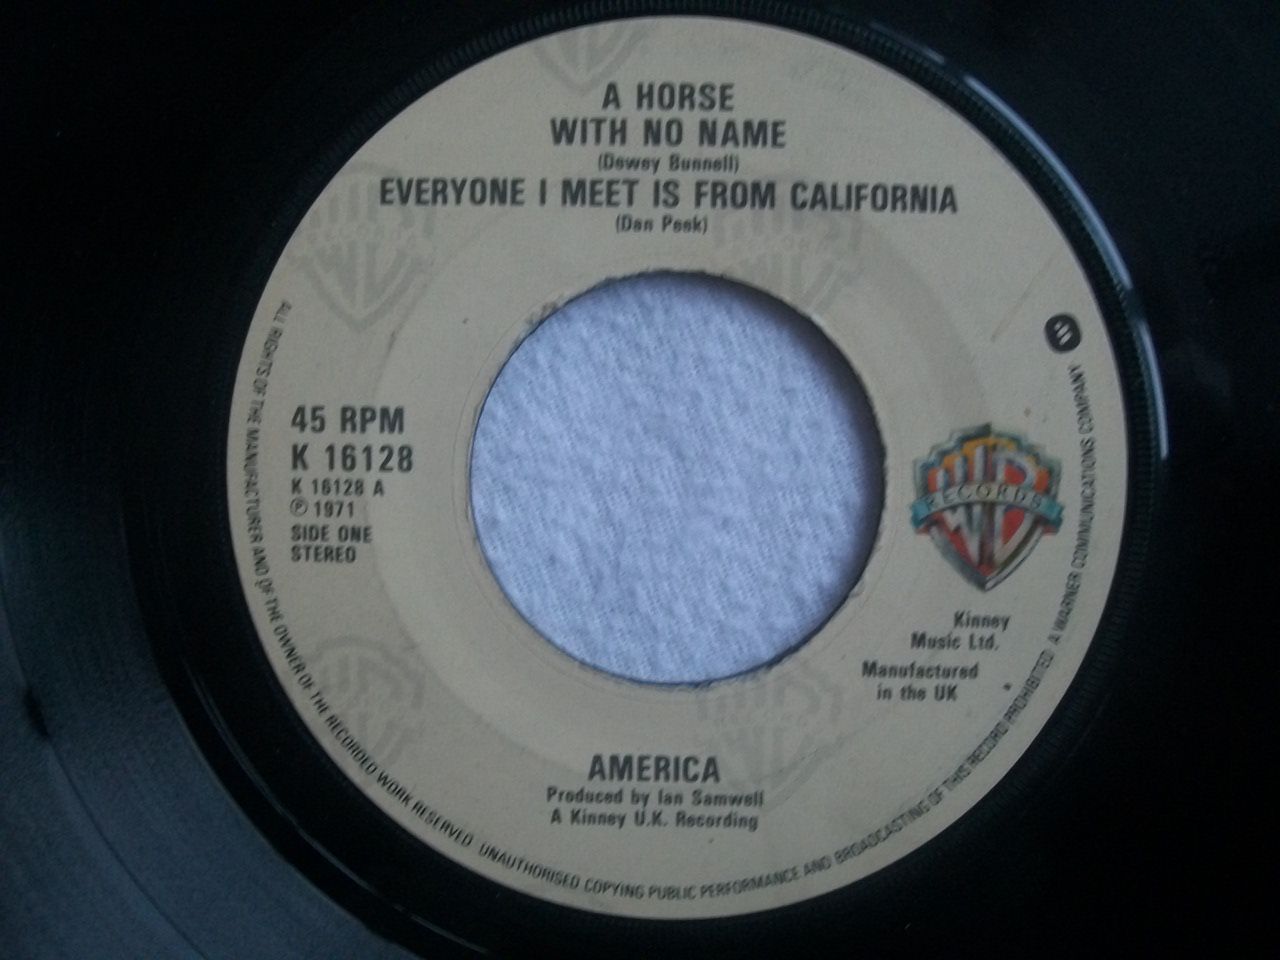 A HORSE
WITH NO NAME
(Dewey Bunnell)
EVERYONE I MEET IS FROM CALIFORNIA
(Dan Peek)
45 RPM
K 16128
K 16128 A
℗ 1971
SIDE ONE
STEREO
WB
RECORDS
Kinney
Music Ltd.
Manufactured
in the UK
AMERICA
Produced by Ian Samwell
A Kinney U.K. Recording
ALL RIGHTS OF THE MANUFACTURER AND OF THE OWNER OF THE RECORDED WORK RESERVED UNAUTHORISED COPYING PUBLIC PERFORMANCE AND BROADCASTING OF THIS RECORD PROHIBITED A WARNER COMMUNICATIONS COMPANY